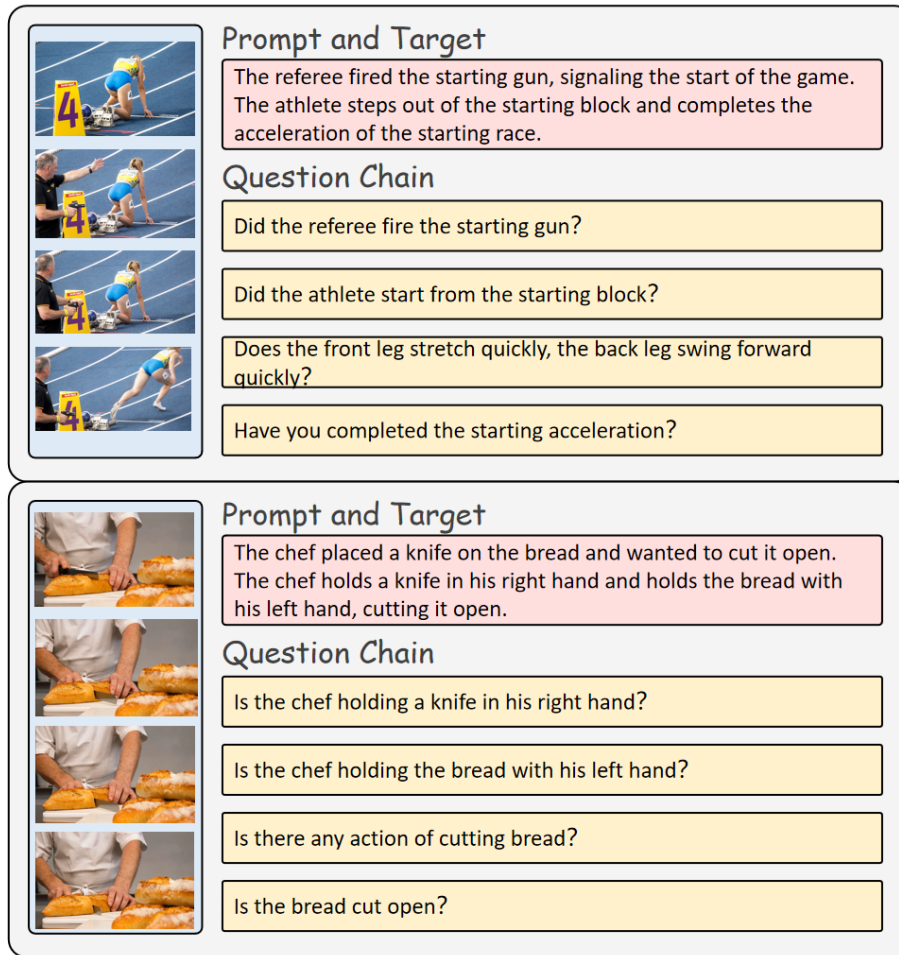 Prompt and Target
The referee fired the starting gun, signaling the start of the game.
The athlete steps out of the starting block and completes the
acceleration of the starting race.
Question Chain
Did the referee fire the starting gun?
Did the athlete start from the starting block?
Does the front leg stretch quickly, the back leg swing forward
quickly?
Have you completed the starting acceleration?
4
4
4
4
Prompt and Target
The chef placed a knife on the bread and wanted to cut it open.
The chef holds a knife in his right hand and holds the bread with
his left hand, cutting it open.
Question Chain
Is the chef holding a knife in his right hand?
Is the chef holding the bread with his left hand?
Is there any action of cutting bread?
Is the bread cut open?